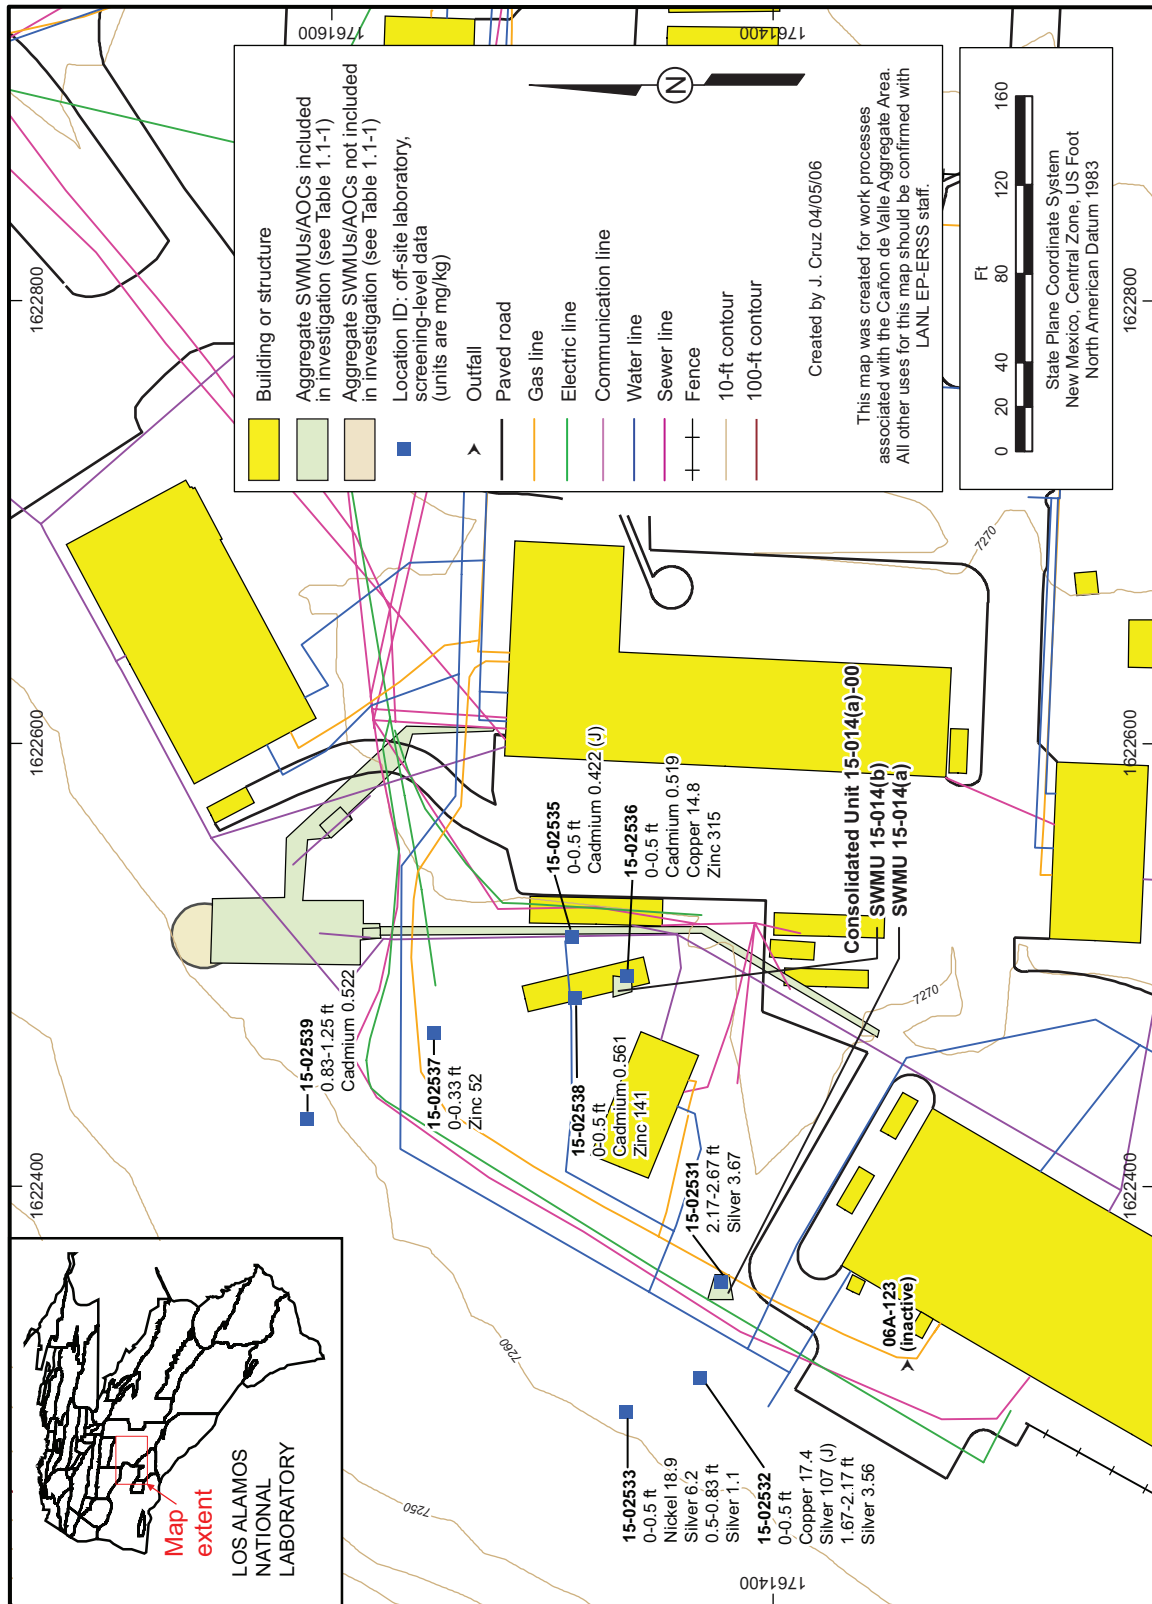 1622400
1622600
1622800
1761600
1761400
Map
extent
LOS ALAMOS
NATIONAL
LABORATORY
15-02539
0.83-1.25 ft
Cadmium 0.522
15-02537
0-0.33 ft
Zinc 52
15-02535
0-0.5 ft
Cadmium 0.422 (J)
15-02536
0-0.5 ft
Cadmium 0.519
Copper 14.8
Zinc 315
15-02538
0-0.5 ft
Cadmium 0.561
Zinc 141
15-02531
2.17-2.67 ft
Silver 3.67
15-02533
0-0.5 ft
Nickel 18.9
Silver 6.2
0.5-0.83 ft
Silver 1.1
15-02532
0-0.5 ft
Copper 17.4
Silver 107 (J)
1.67-2.17 ft
Silver 3.56
Consolidated Unit 15-014(a)-00
SWMU 15-014(b)
SWMU 15-014(a)
06A-123
(inactive)
7250
7260
7270
7270
Building or structure
Aggregate SWMUs/AOCs included
in investigation (see Table 1.1-1)
Aggregate SWMUs/AOCs not included
in investigation (see Table 1.1-1)
Location ID: off-site laboratory,
screening-level data
(units are mg/kg)
Outfall
Paved road
Gas line
Electric line
Communication line
Water line
Sewer line
Fence
10-ft contour
100-ft contour
N
Created by J. Cruz 04/05/06
This map was created for work processes
associated with the Cañon de Valle Aggregate Area.
All other uses for this map should be confirmed with
LANL EP-ERSS staff.
Ft
0 20 40 80 120 160
State Plane Coordinate System
New Mexico, Central Zone, US Foot
North American Datum 1983
1761400
1622400
1622600
1622800